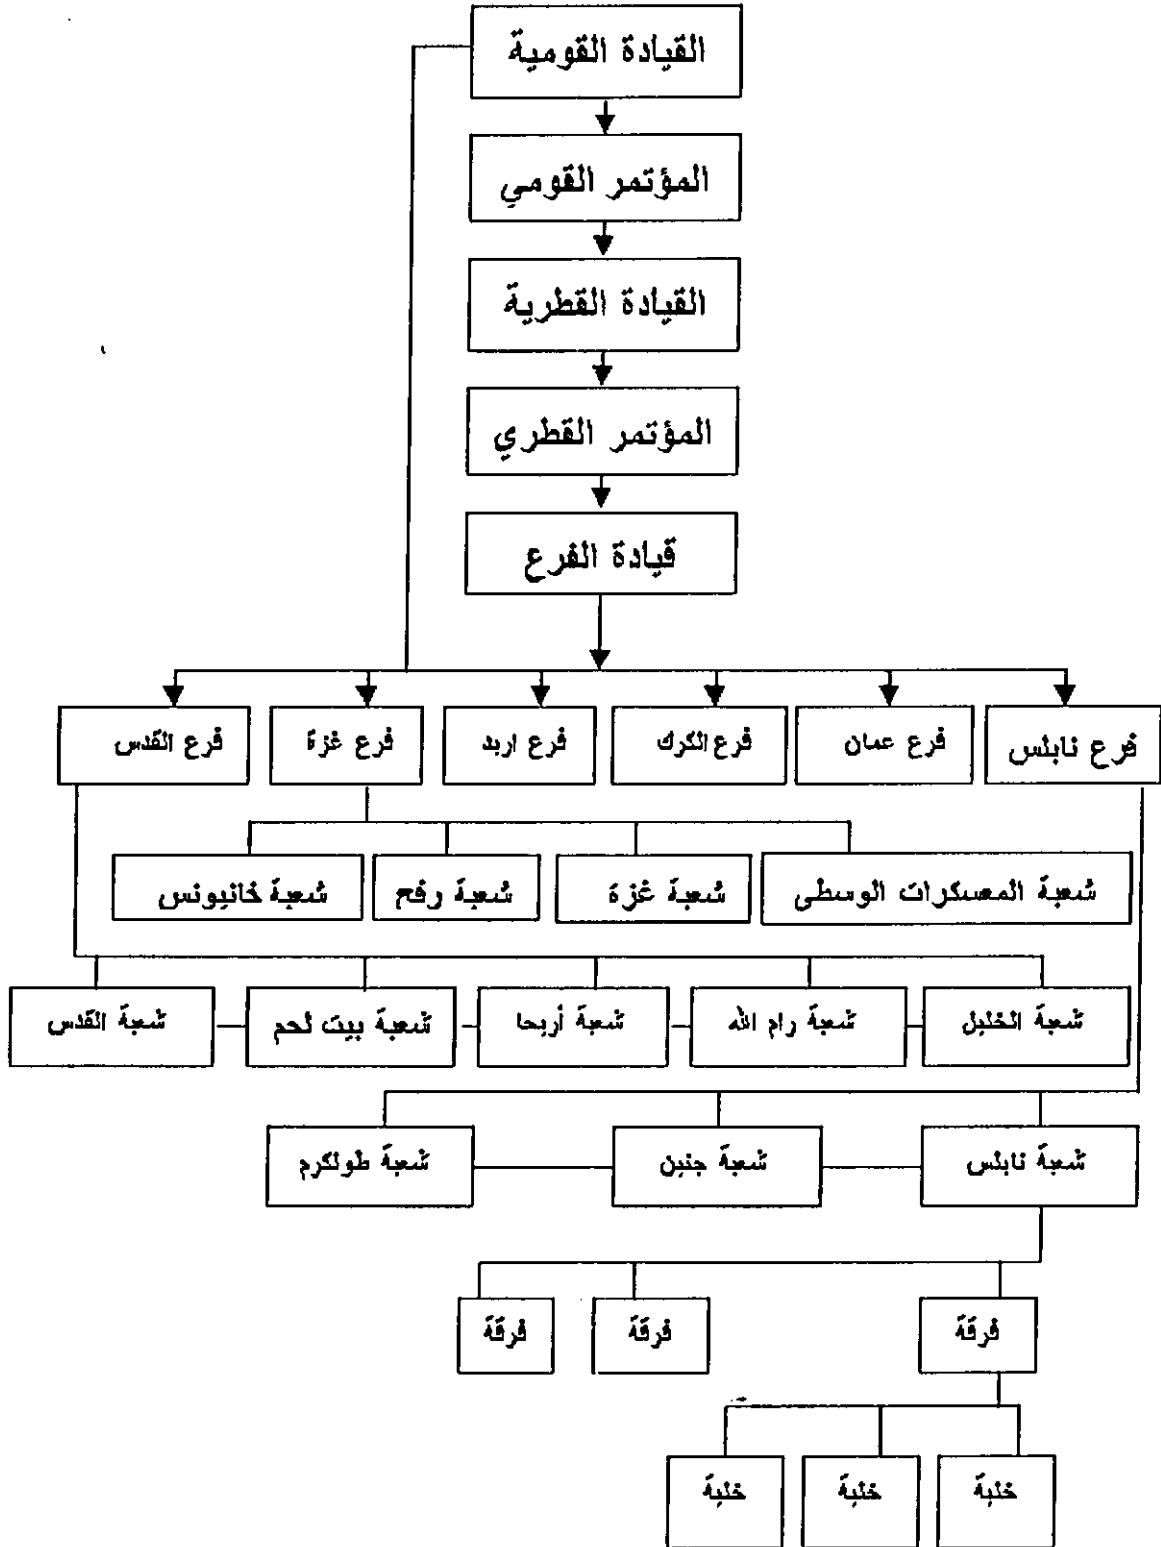 القيادة القومية
المؤتمر القومي
القيادة القطرية
المؤتمر القطري
قيادة الفرع
فرع نابلس
فرع عمان
فرع الكرك
فرع اربد
فرع غزة
فرع القدس
شعبة المعسكرات الوسطى
شعبة غزة
شعبة رفح
شعبة خانيونس
شعبة الخليل
شعبة رام الله
شعبة أريحا
شعبة بيت لحم
شعبة القدس
شعبة نابلس
شعبة جنين
شعبة طولكرم
فرقة
فرقة
فرقة
خلية
خلية
خلية